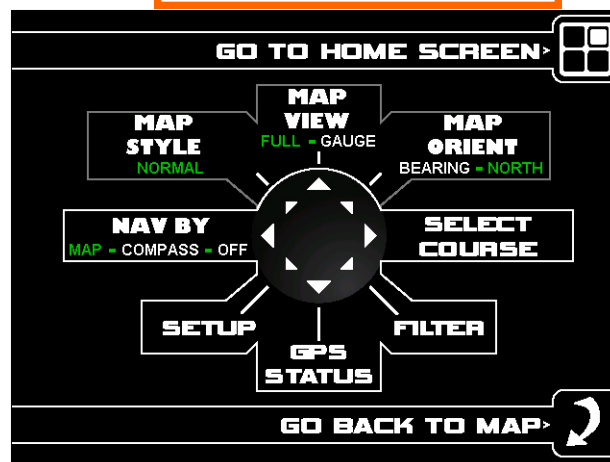 GO TO HOME SCREEN>
MAP
VIEW
FULL - GAUGE
MAP
STYLE
NORMAL
MAP
ORIENT
BEARING - NORTH
NAV BY
MAP - COMPASS - OFF
SELECT
COURSE
SETUP
FILTER
GPS
STATUS
GO BACK TO MAP>